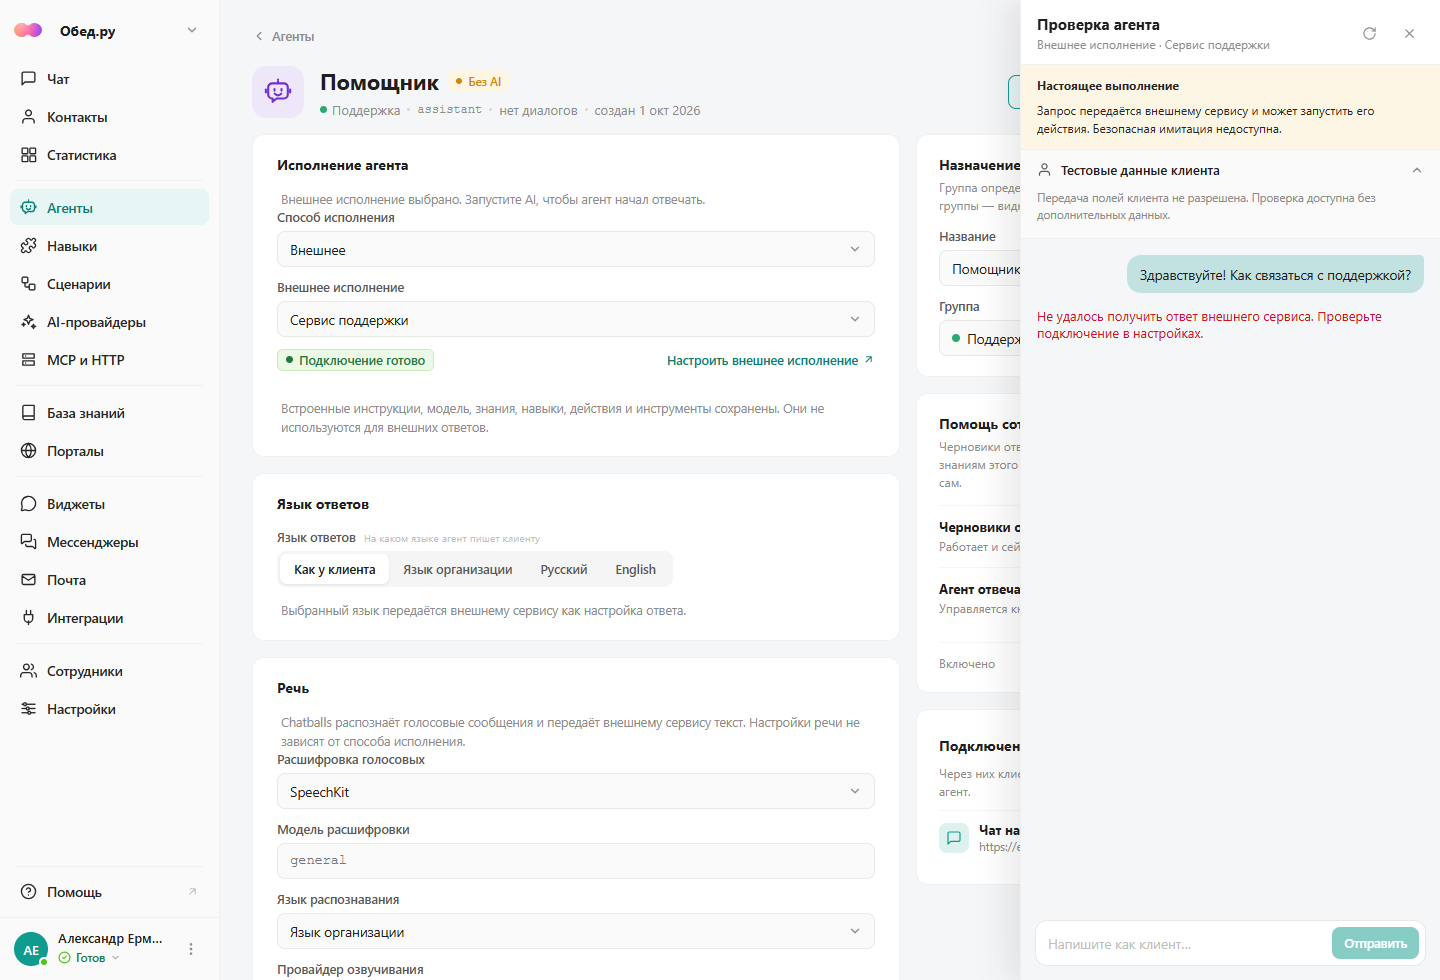 Обед.ру
Чат
Контакты
Статистика
Агенты
Навыки
Сценарии
AI-провайдеры
MCP и HTTP
База знаний
Порталы
Виджеты
Мессенджеры
Почта
Интеграции
Сотрудники
Настройки
Помощь
AE
Александр Ерм...
Готов
Агенты
Помощник
Без AI
Поддержка • assistant • нет диалогов • создан 1 окт 2026
Исполнение агента
Внешнее исполнение выбрано. Запустите AI, чтобы агент начал отвечать.
Способ исполнения
Внешнее
Внешнее исполнение
Сервис поддержки
Подключение готово
Настроить внешнее исполнение
Встроенные инструкции, модель, знания, навыки, действия и инструменты сохранены. Они не
используются для внешних ответов.
Язык ответов
Язык ответов На каком языке агент пишет клиенту
Как у клиента Язык организации Русский English
Выбранный язык передаётся внешнему сервису как настройка ответа.
Речь
Chatballs распознаёт голосовые сообщения и передаёт внешнему сервису текст. Настройки речи не
зависят от способа исполнения.
Расшифровка голосовых
SpeechKit
Модель расшифровки
general
Язык распознавания
Язык организации
Провайдер озвучивания
Назначение
Группа опреде
группы — вид
Название
Помощник
Группа
Поддерж
Помощь сот
Черновики отв
знаниям этого
сам.
Черновики о
Работает и сей
Агент отвеча
Управляется кн
Включено
Подключен
Через них клие
агент.
Чат на
https://e
Проверка агента
Внешнее исполнение · Сервис поддержки
Настоящее выполнение
Запрос передаётся внешнему сервису и может запустить его
действия. Безопасная имитация недоступна.
Тестовые данные клиента
Передача полей клиента не разрешена. Проверка доступна без
дополнительных данных.
Здравствуйте! Как связаться с поддержкой?
Не удалось получить ответ внешнего сервиса. Проверьте
подключение в настройках.
Напишите как клиент...
Отправить